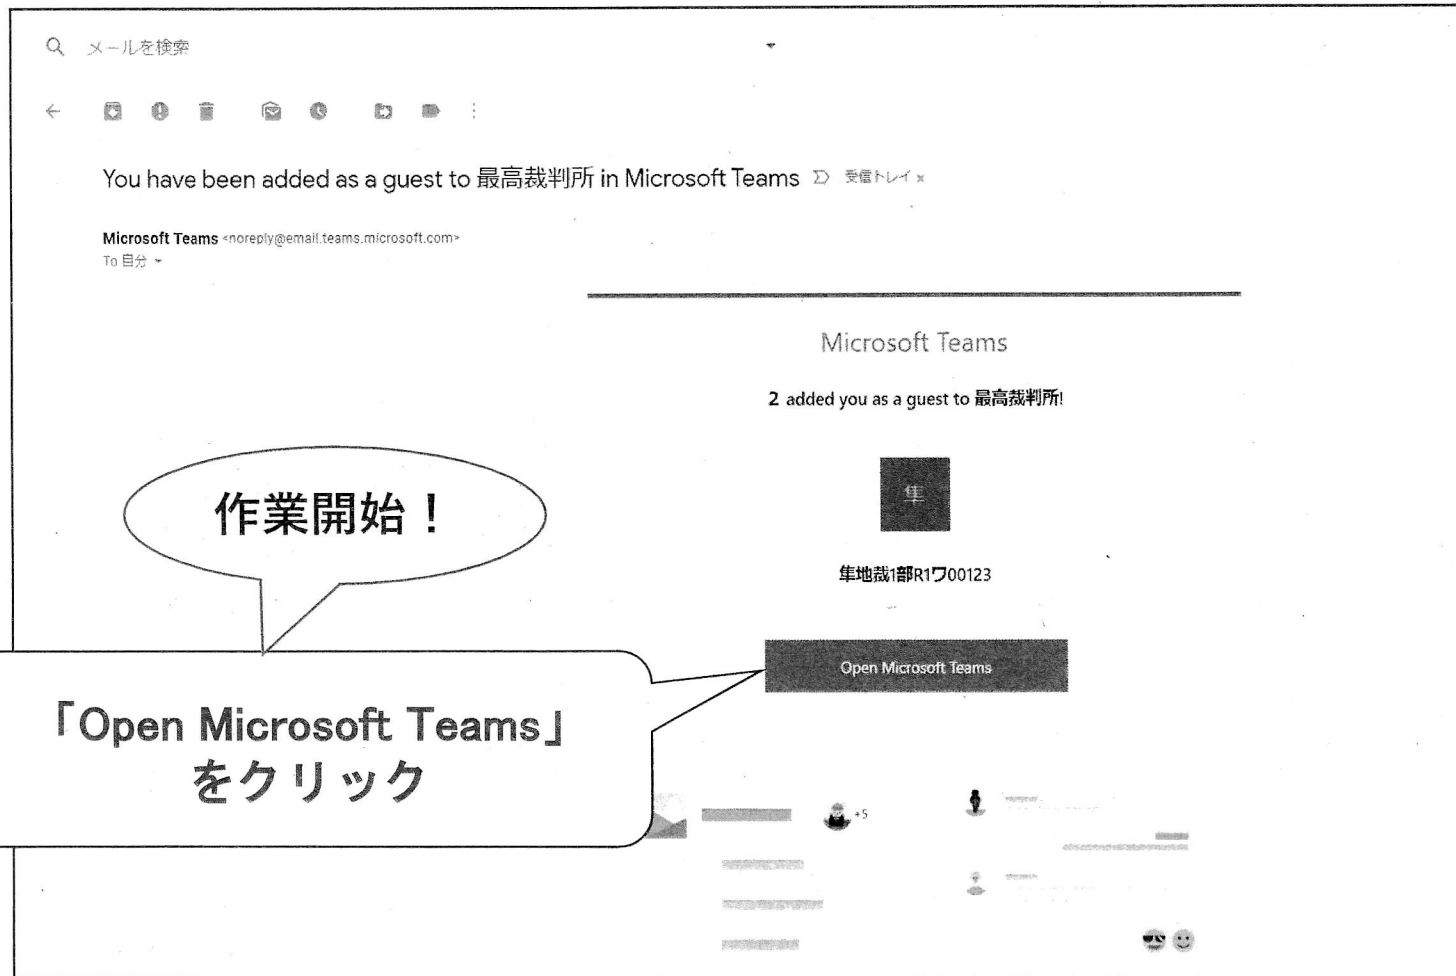 メールを検索
You have been added as a guest to 最高裁判所 in Microsoft Teams 受信トレイ x
Microsoft Teams <noreply@email.teams.microsoft.com>
To 自分
Microsoft Teams
2 added you as a guest to 最高裁判所!
隼
作業開始！
隼地裁1部R1ワ00123
Open Microsoft Teams
「Open Microsoft Teams」
をクリック
+5